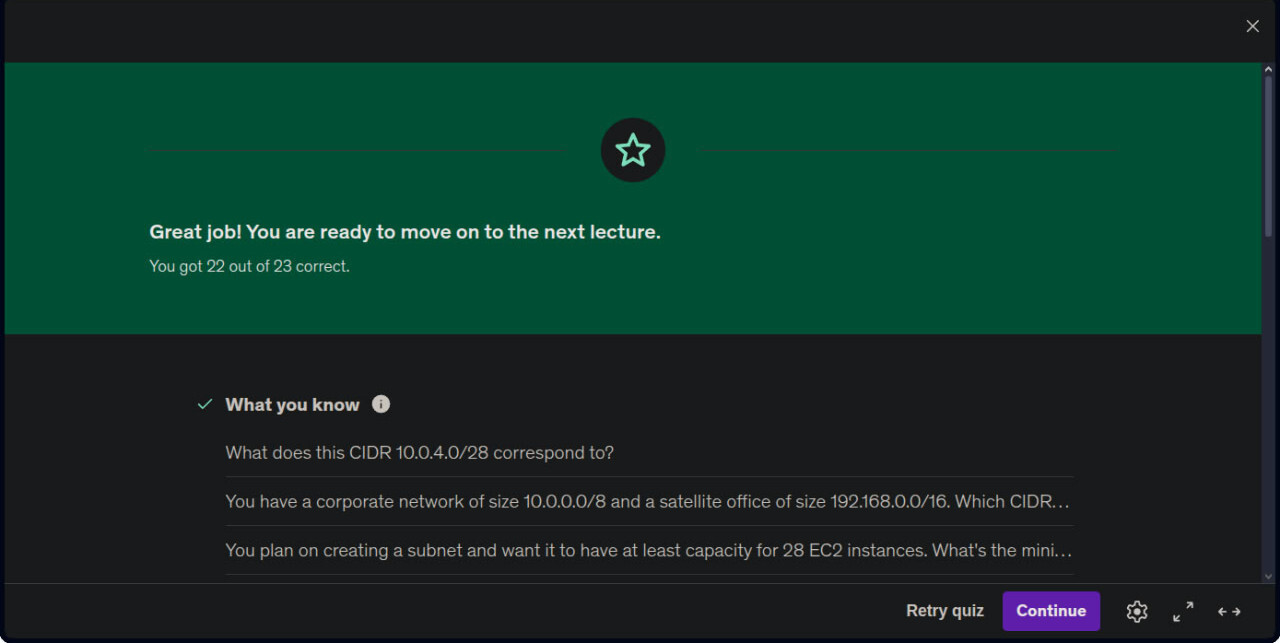 Great job! You are ready to move on to the next lecture.
You got 22 out of 23 correct.
What you know
What does this CIDR 10.0.4.0/28 correspond to?
You have a corporate network of size 10.0.0.0/8 and a satellite office of size 192.168.0.0/16. Which CIDR...
You plan on creating a subnet and want it to have at least capacity for 28 EC2 instances. What's the mini...
Retry quiz
Continue